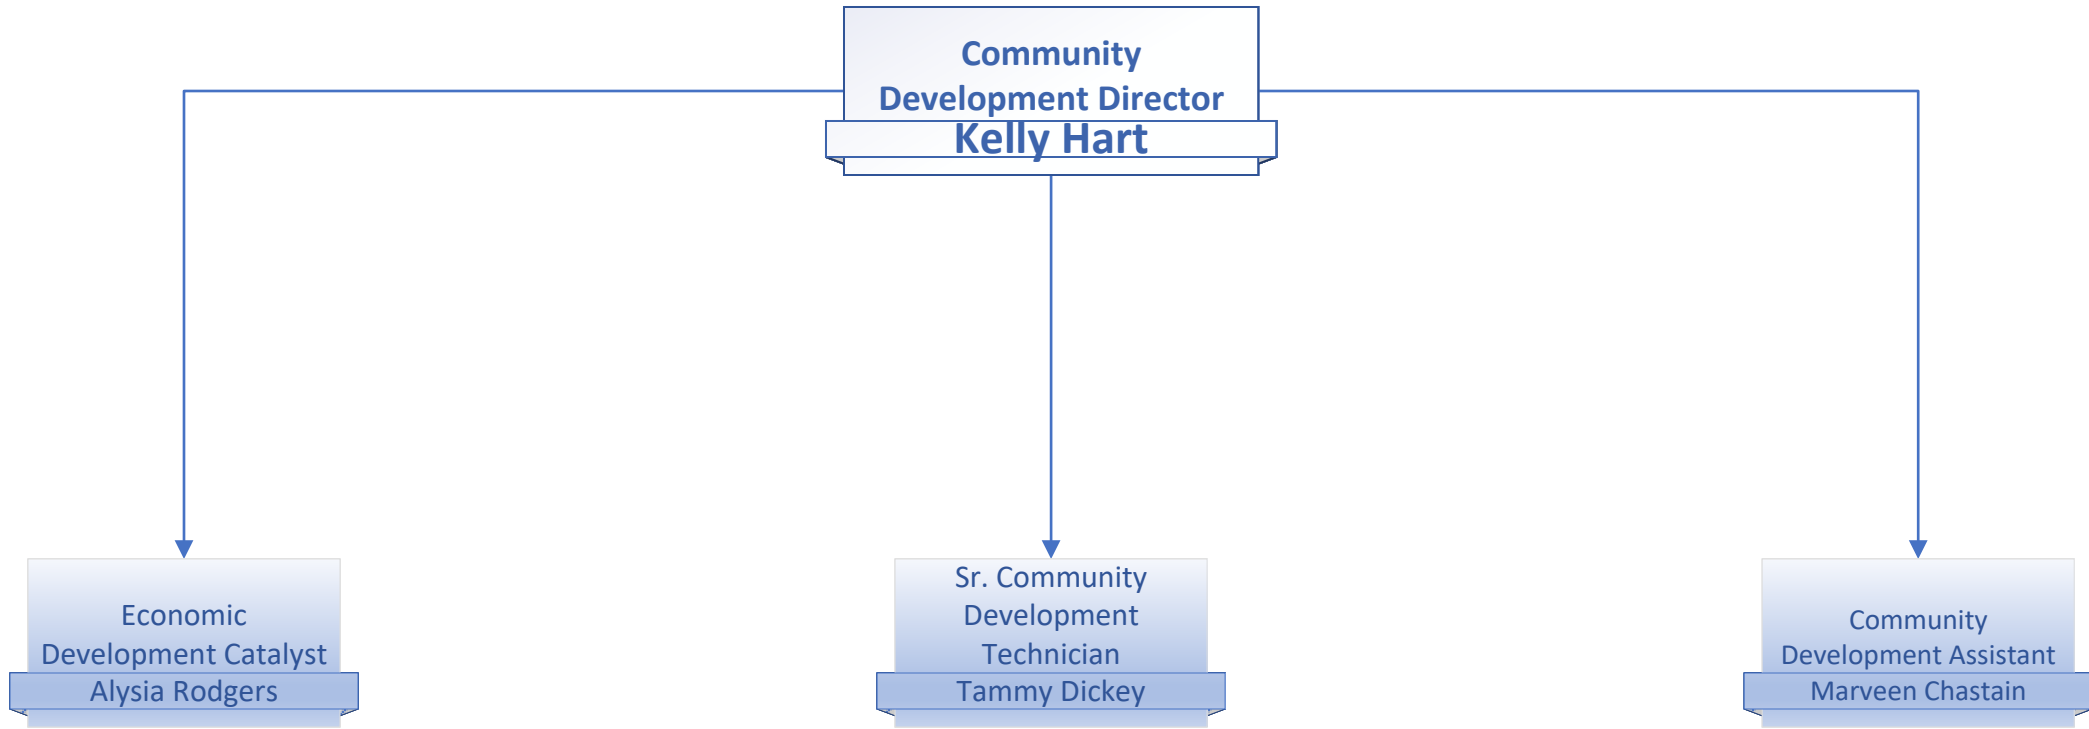 Community
Development Director
Kelly Hart
Economic
Development Catalyst
Alysia Rodgers
Sr. Community
Development
Technician
Tammy Dickey
Community
Development Assistant
Marveen Chastain